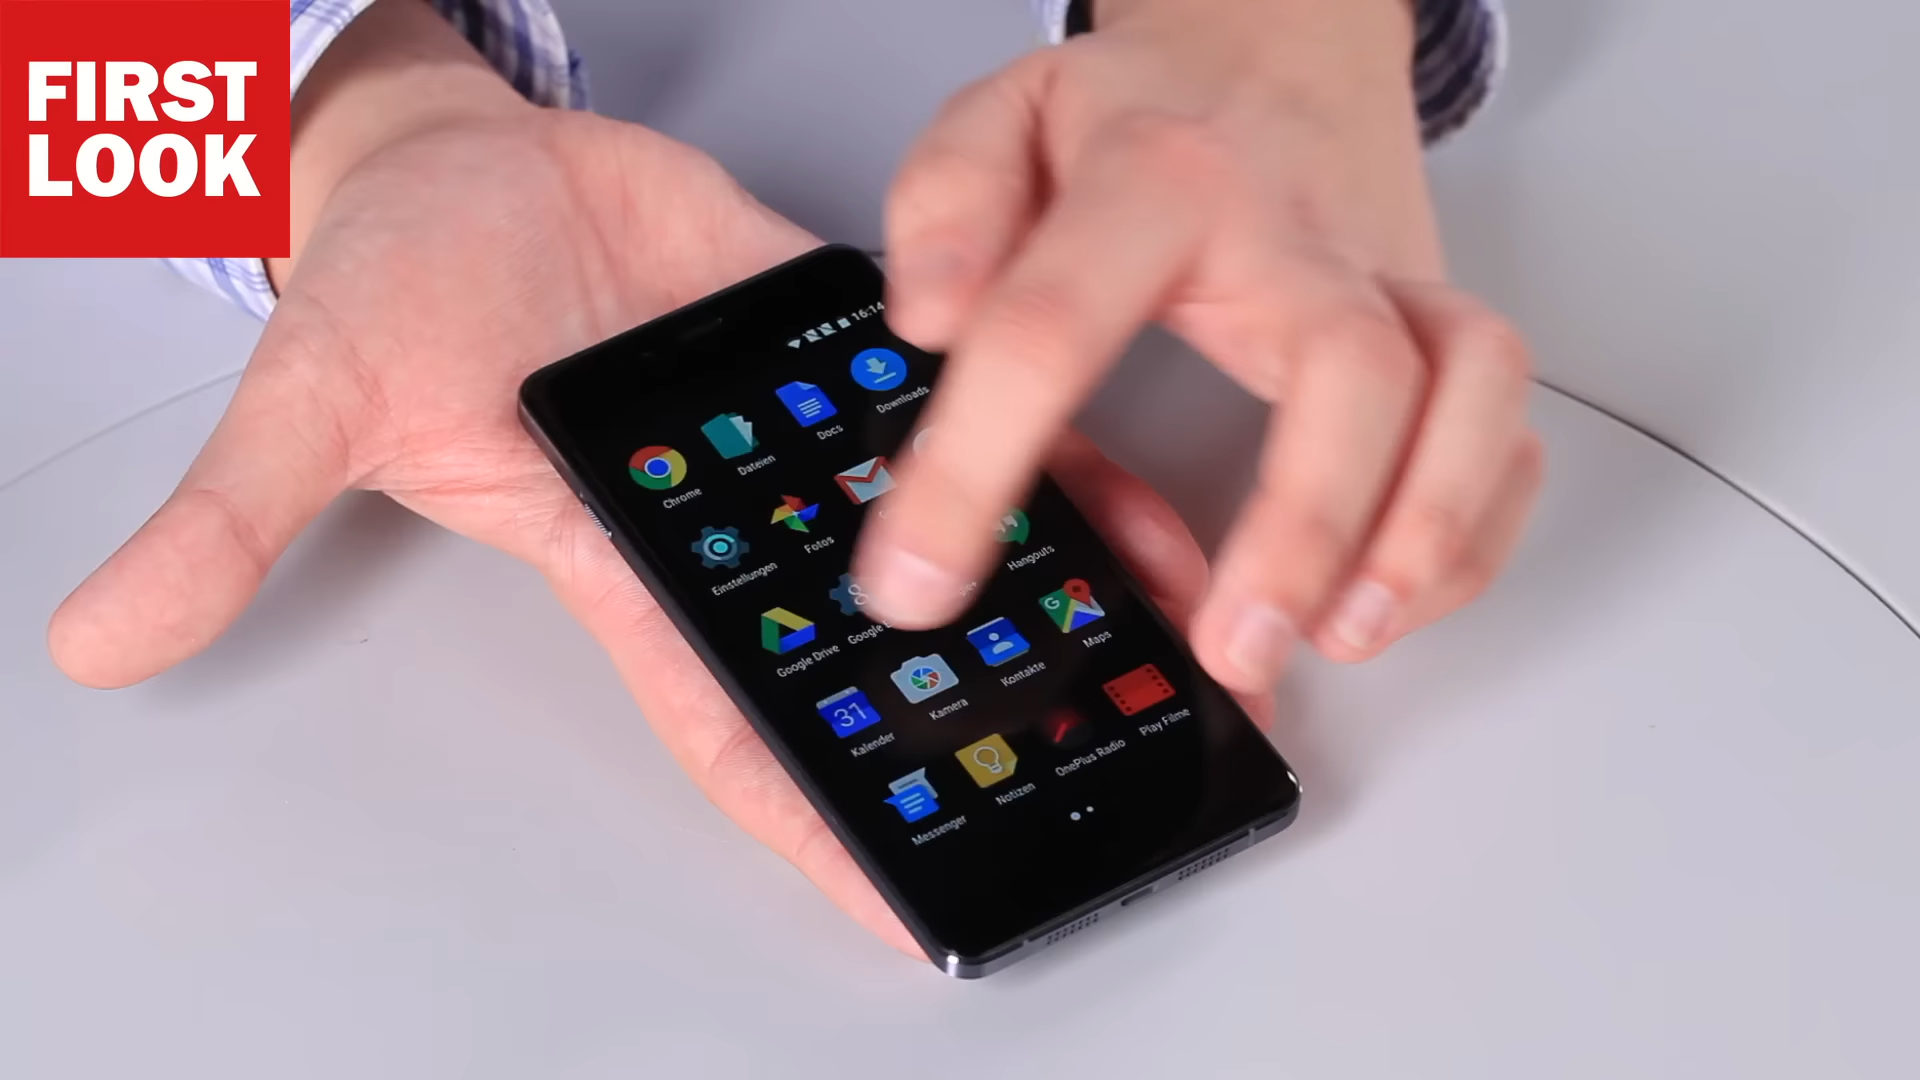 FIRST
LOOK
16:14
Downloads
Docs
Dateien
Chrome
Hangouts
Fotos
Einstellungen
Maps
Kontakte
Google
Google Drive
Play Filme
OnePlus Radio
Kamera
31
Kalender
Notizen
Messenger